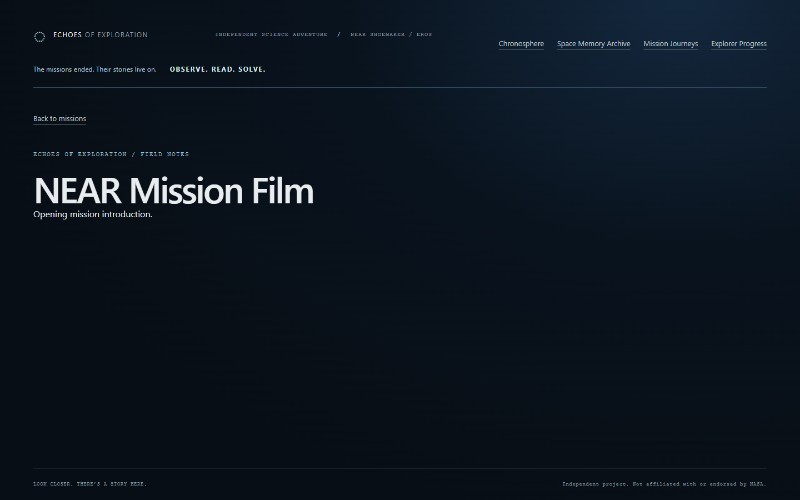 ECHOES OF EXPLORATION
INDEPENDENT SCIENCE ADVENTURE / NEAR SHOEMAKER / EROS
Chronosphere Space Memory Archive Mission Journeys Explorer Progress
The missions ended. Their stories live on. OBSERVE. READ. SOLVE.
Back to missions
ECHOES OF EXPLORATION / FIELD NOTES
NEAR Mission Film
Opening mission introduction.
LOOK CLOSER. THERE'S A STORY HERE.
Independent project. Not affiliated with or endorsed by NASA.